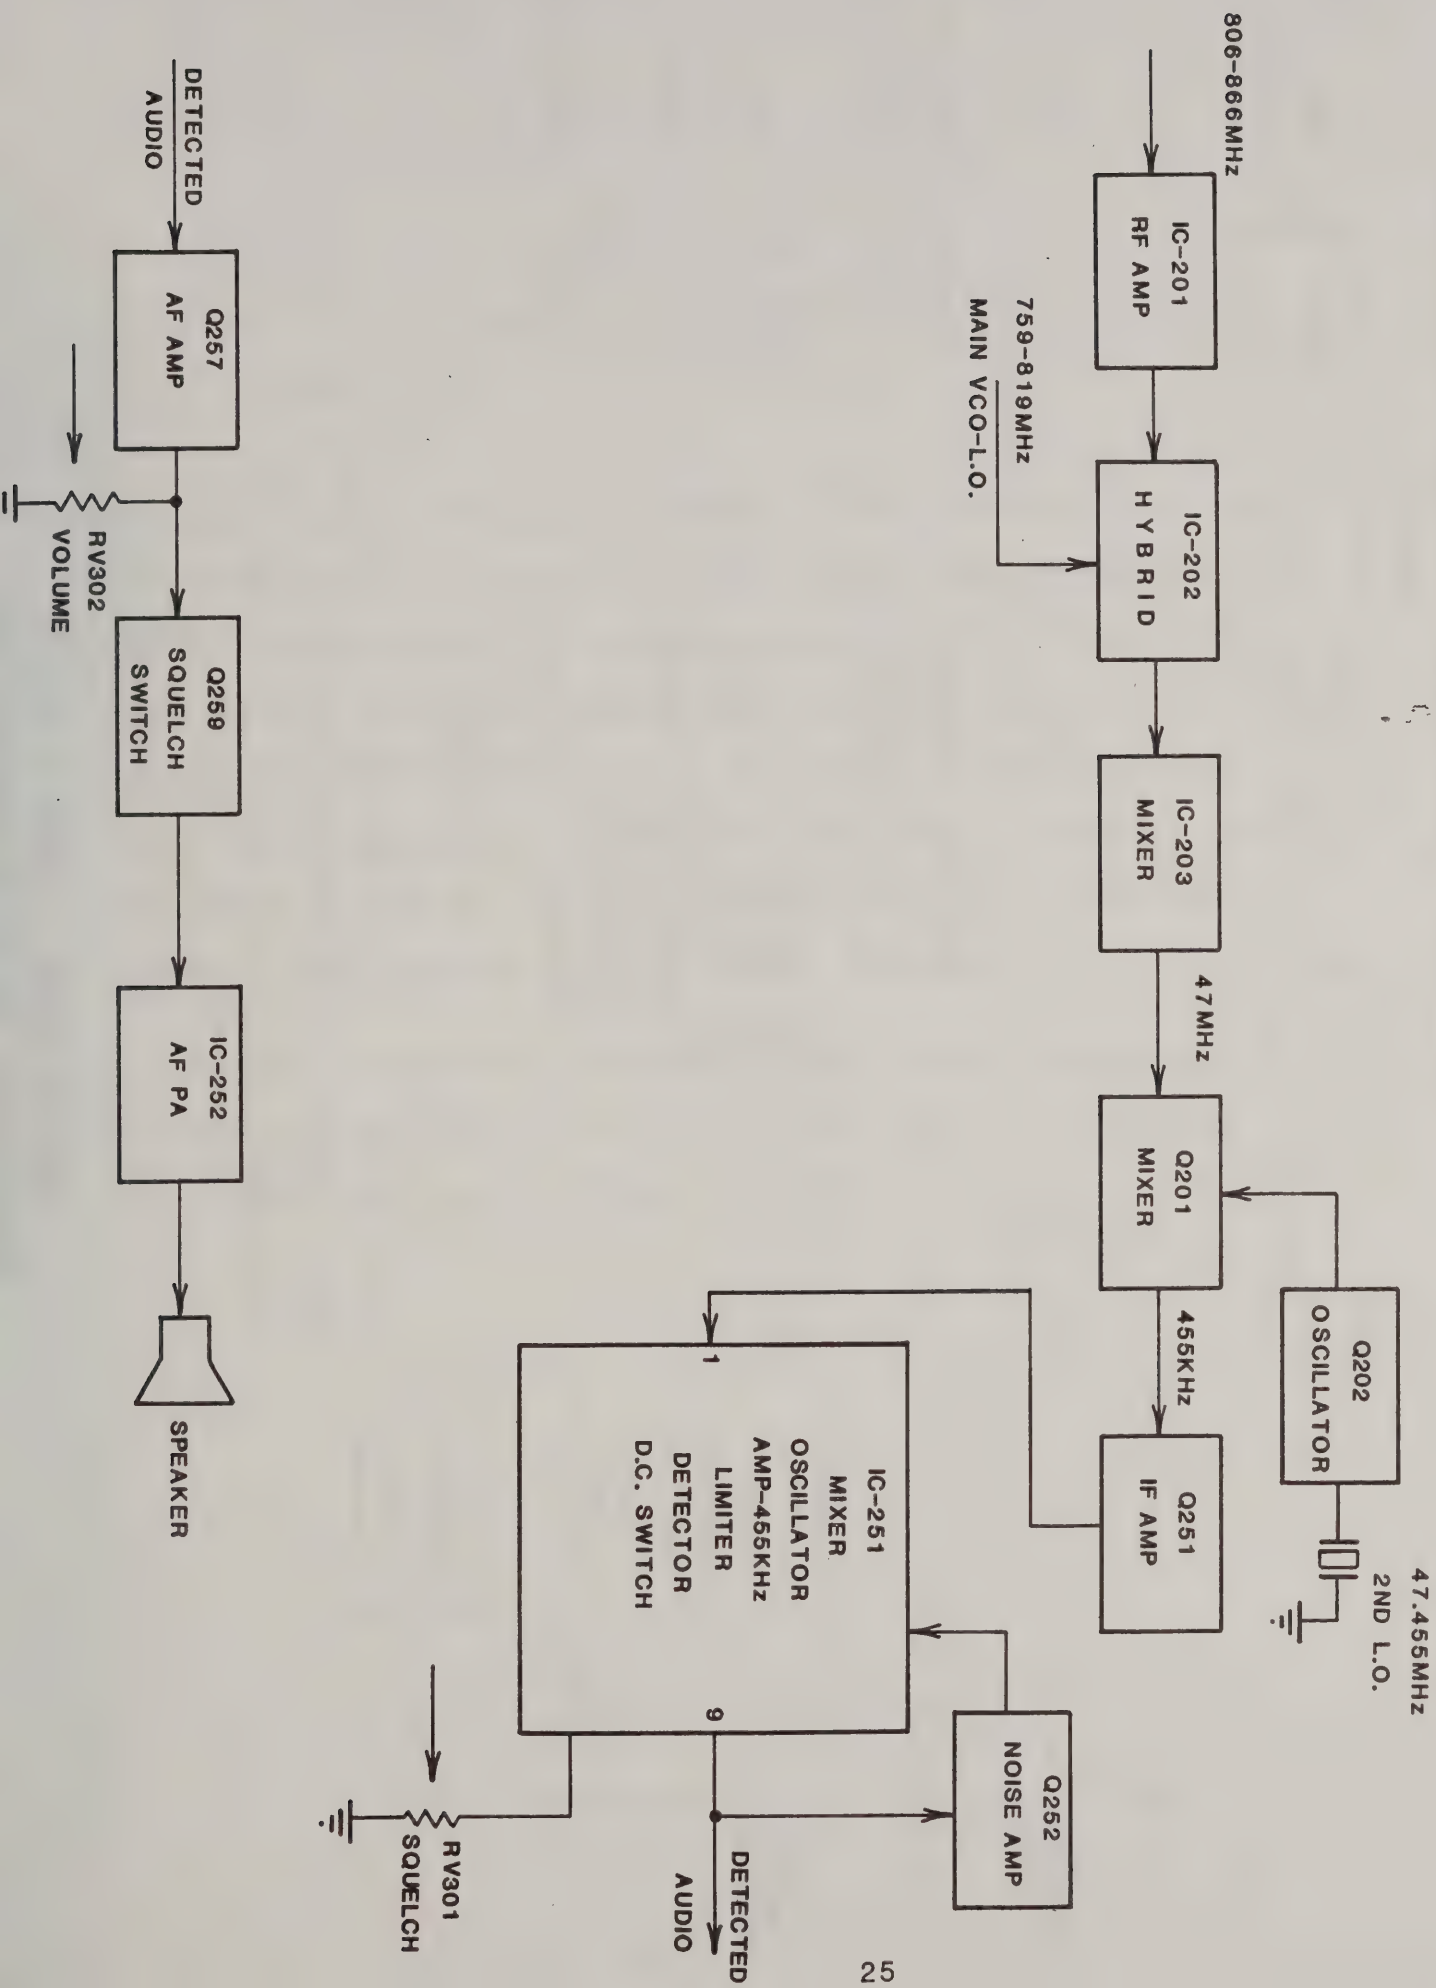 806-866MHz
IC-201
RF AMP
759-819MHz
MAIN VCO-L.O.
IC-202
HYBRID
IC-203
MIXER
47MHz
Q201
MIXER
47.455MHz
2ND L.O.
Q202
OSCILLATOR
455KHz
Q251
IF AMP
1
IC-251
MIXER
OSCILLATOR
AMP-455KHz
LIMITER
DETECTOR
D.C. SWITCH
9
Q252
NOISE AMP
DETECTED
AUDIO
RV301
SQUELCH
DETECTED
AUDIO
Q257
AF AMP
RV302
VOLUME
Q259
SQUELCH
SWITCH
IC-252
AF PA
SPEAKER
25